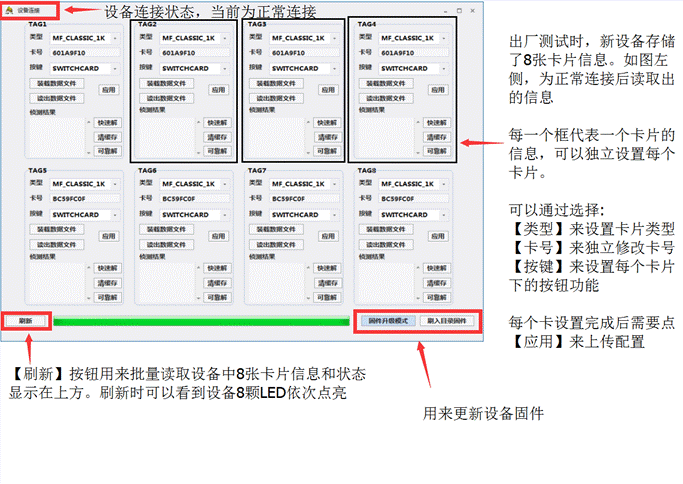 设备连接
设备连接状态，当前为正常连接
TAG1
类型 MF_CLASSIC_1K
卡号 601A9F10
按键 SWITCHCARD
装载数据文件
应用
读出数据文件
侦测结果
快速解
清缓存
可靠解
TAG2
类型 MF_CLASSIC_1K
卡号 601A9F10
按键 SWITCHCARD
装载数据文件
应用
读出数据文件
侦测结果
快速解
清缓存
可靠解
TAG3
类型 MF_CLASSIC_1K
卡号 601A9F10
按键 SWITCHCARD
装载数据文件
应用
读出数据文件
侦测结果
快速解
清缓存
可靠解
TAG4
类型 MF_CLASSIC_1K
卡号 601A9F10
按键 SWITCHCARD
装载数据文件
应用
读出数据文件
侦测结果
快速解
清缓存
可靠解
TAG5
类型 MF_CLASSIC_1K
卡号 BC59FC0F
按键 SWITCHCARD
装载数据文件
应用
读出数据文件
侦测结果
快速解
清缓存
可靠解
TAG6
类型 MF_CLASSIC_1K
卡号 BC59FC0F
按键 SWITCHCARD
装载数据文件
应用
读出数据文件
侦测结果
快速解
清缓存
可靠解
TAG7
类型 MF_CLASSIC_1K
卡号 BC59FC0F
按键 SWITCHCARD
装载数据文件
应用
读出数据文件
侦测结果
快速解
清缓存
可靠解
TAG8
类型 MF_CLASSIC_1K
卡号 BC59FC0F
按键 SWITCHCARD
装载数据文件
应用
读出数据文件
侦测结果
快速解
清缓存
可靠解
刷新
固件升级模式
刷入目录固件
出厂测试时，新设备存储
了8张卡片信息。如图左
侧，为正常连接后读取出
的信息
每一个框代表一个卡片的
信息，可以独立设置每个
卡片。
可以通过选择:
【类型】来设置卡片类型
【卡号】来独立修改卡号
【按键】来设置每个卡片
下的按钮功能
每个卡设置完成后需要点
【应用】来上传配置
【刷新】按钮用来批量读取设备中8张卡片信息和状态
显示在上方。刷新时可以看到设备8颗LED依次点亮
用来更新设备固件